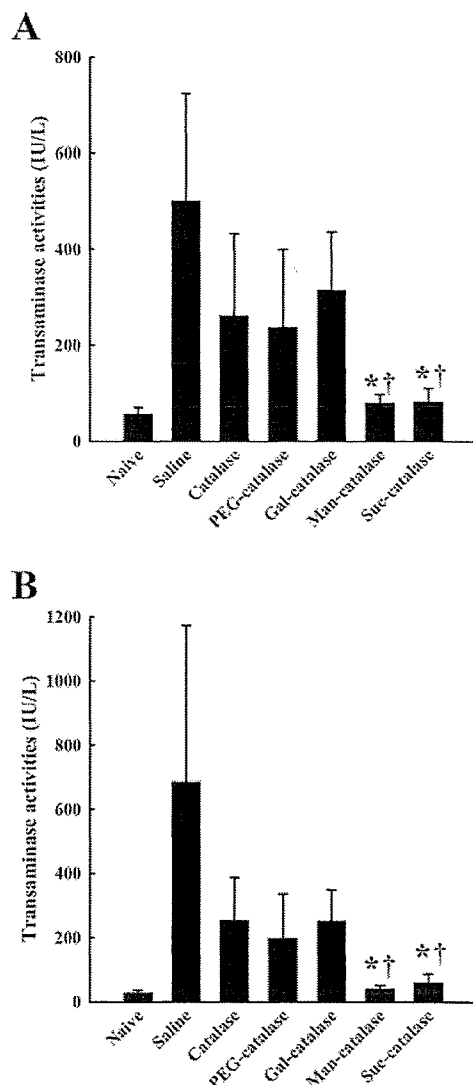 A
800
600
400
200
0
Transaminase activities (IU/L)
*† *†
Naive
Saline
Catalase
PEG-catalase
Gal-catalase
Man-catalase
Suc-catalase
B
1200
1000
800
600
400
200
0
Transaminase activities (IU/L)
*† *†
Naive
Saline
Catalase
PEG-catalase
Gal-catalase
Man-catalase
Suc-catalase